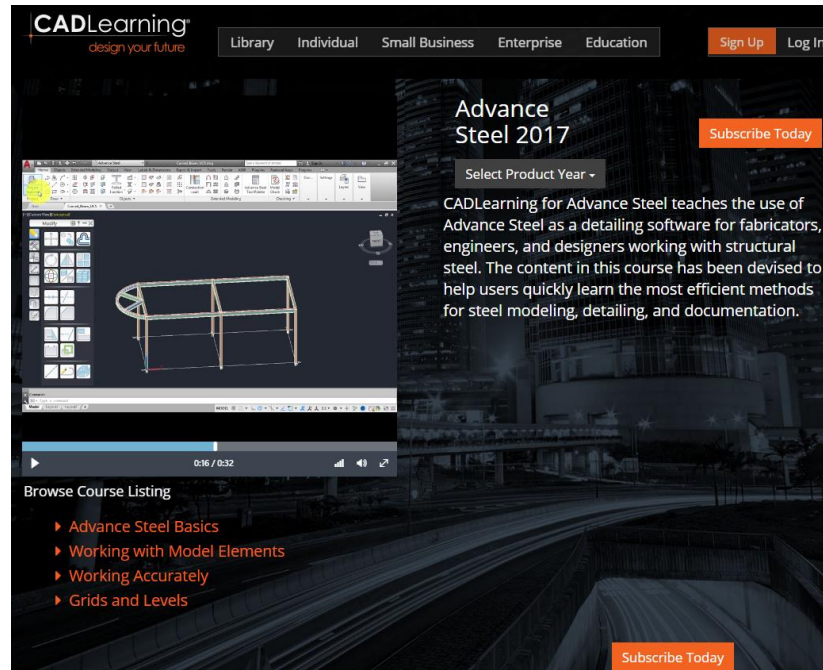 CADLearning®
design your future
Library Individual Small Business Enterprise Education
Sign Up Log In
Advance
Steel 2017
Subscribe Today
Select Product Year
CADLearning for Advance Steel teaches the use of
Advance Steel as a detailing software for fabricators,
engineers, and designers working with structural
steel. The content in this course has been devised to
help users quickly learn the most efficient methods
for steel modeling, detailing, and documentation.
Modify
0:16 / 0:32
Browse Course Listing
Advance Steel Basics
Working with Model Elements
Working Accurately
Grids and Levels
Subscribe Today